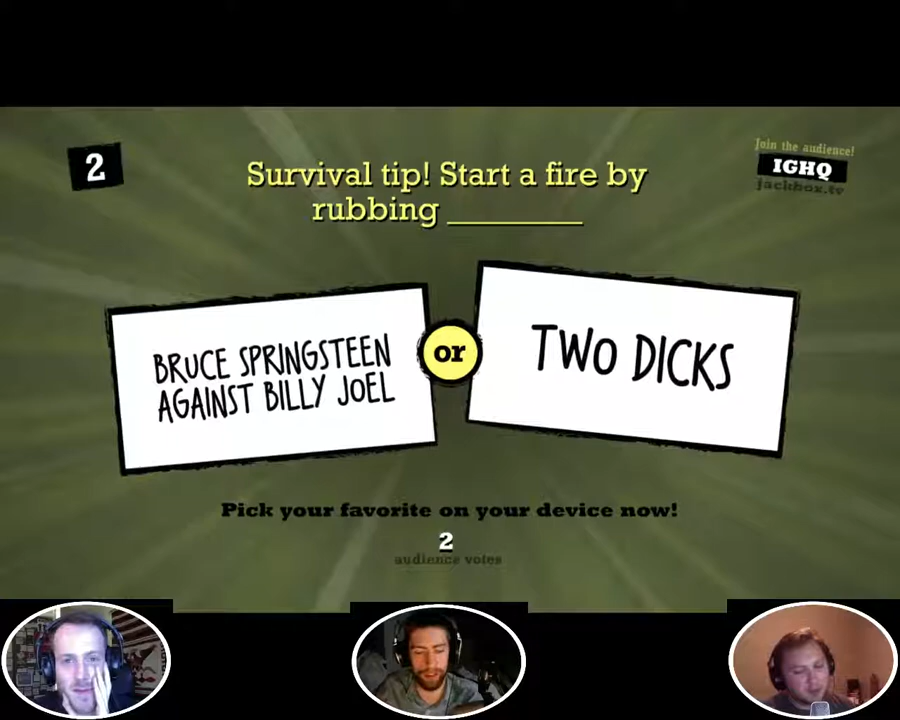 2
Join the audience!
IGHQ
jackbox.tv
Survival tip! Start a fire by
rubbing _________
BRUCE SPRINGSTEEN
AGAINST BILLY JOEL
or
TWO DICKS
Pick your favorite on your device now!
2
audience votes